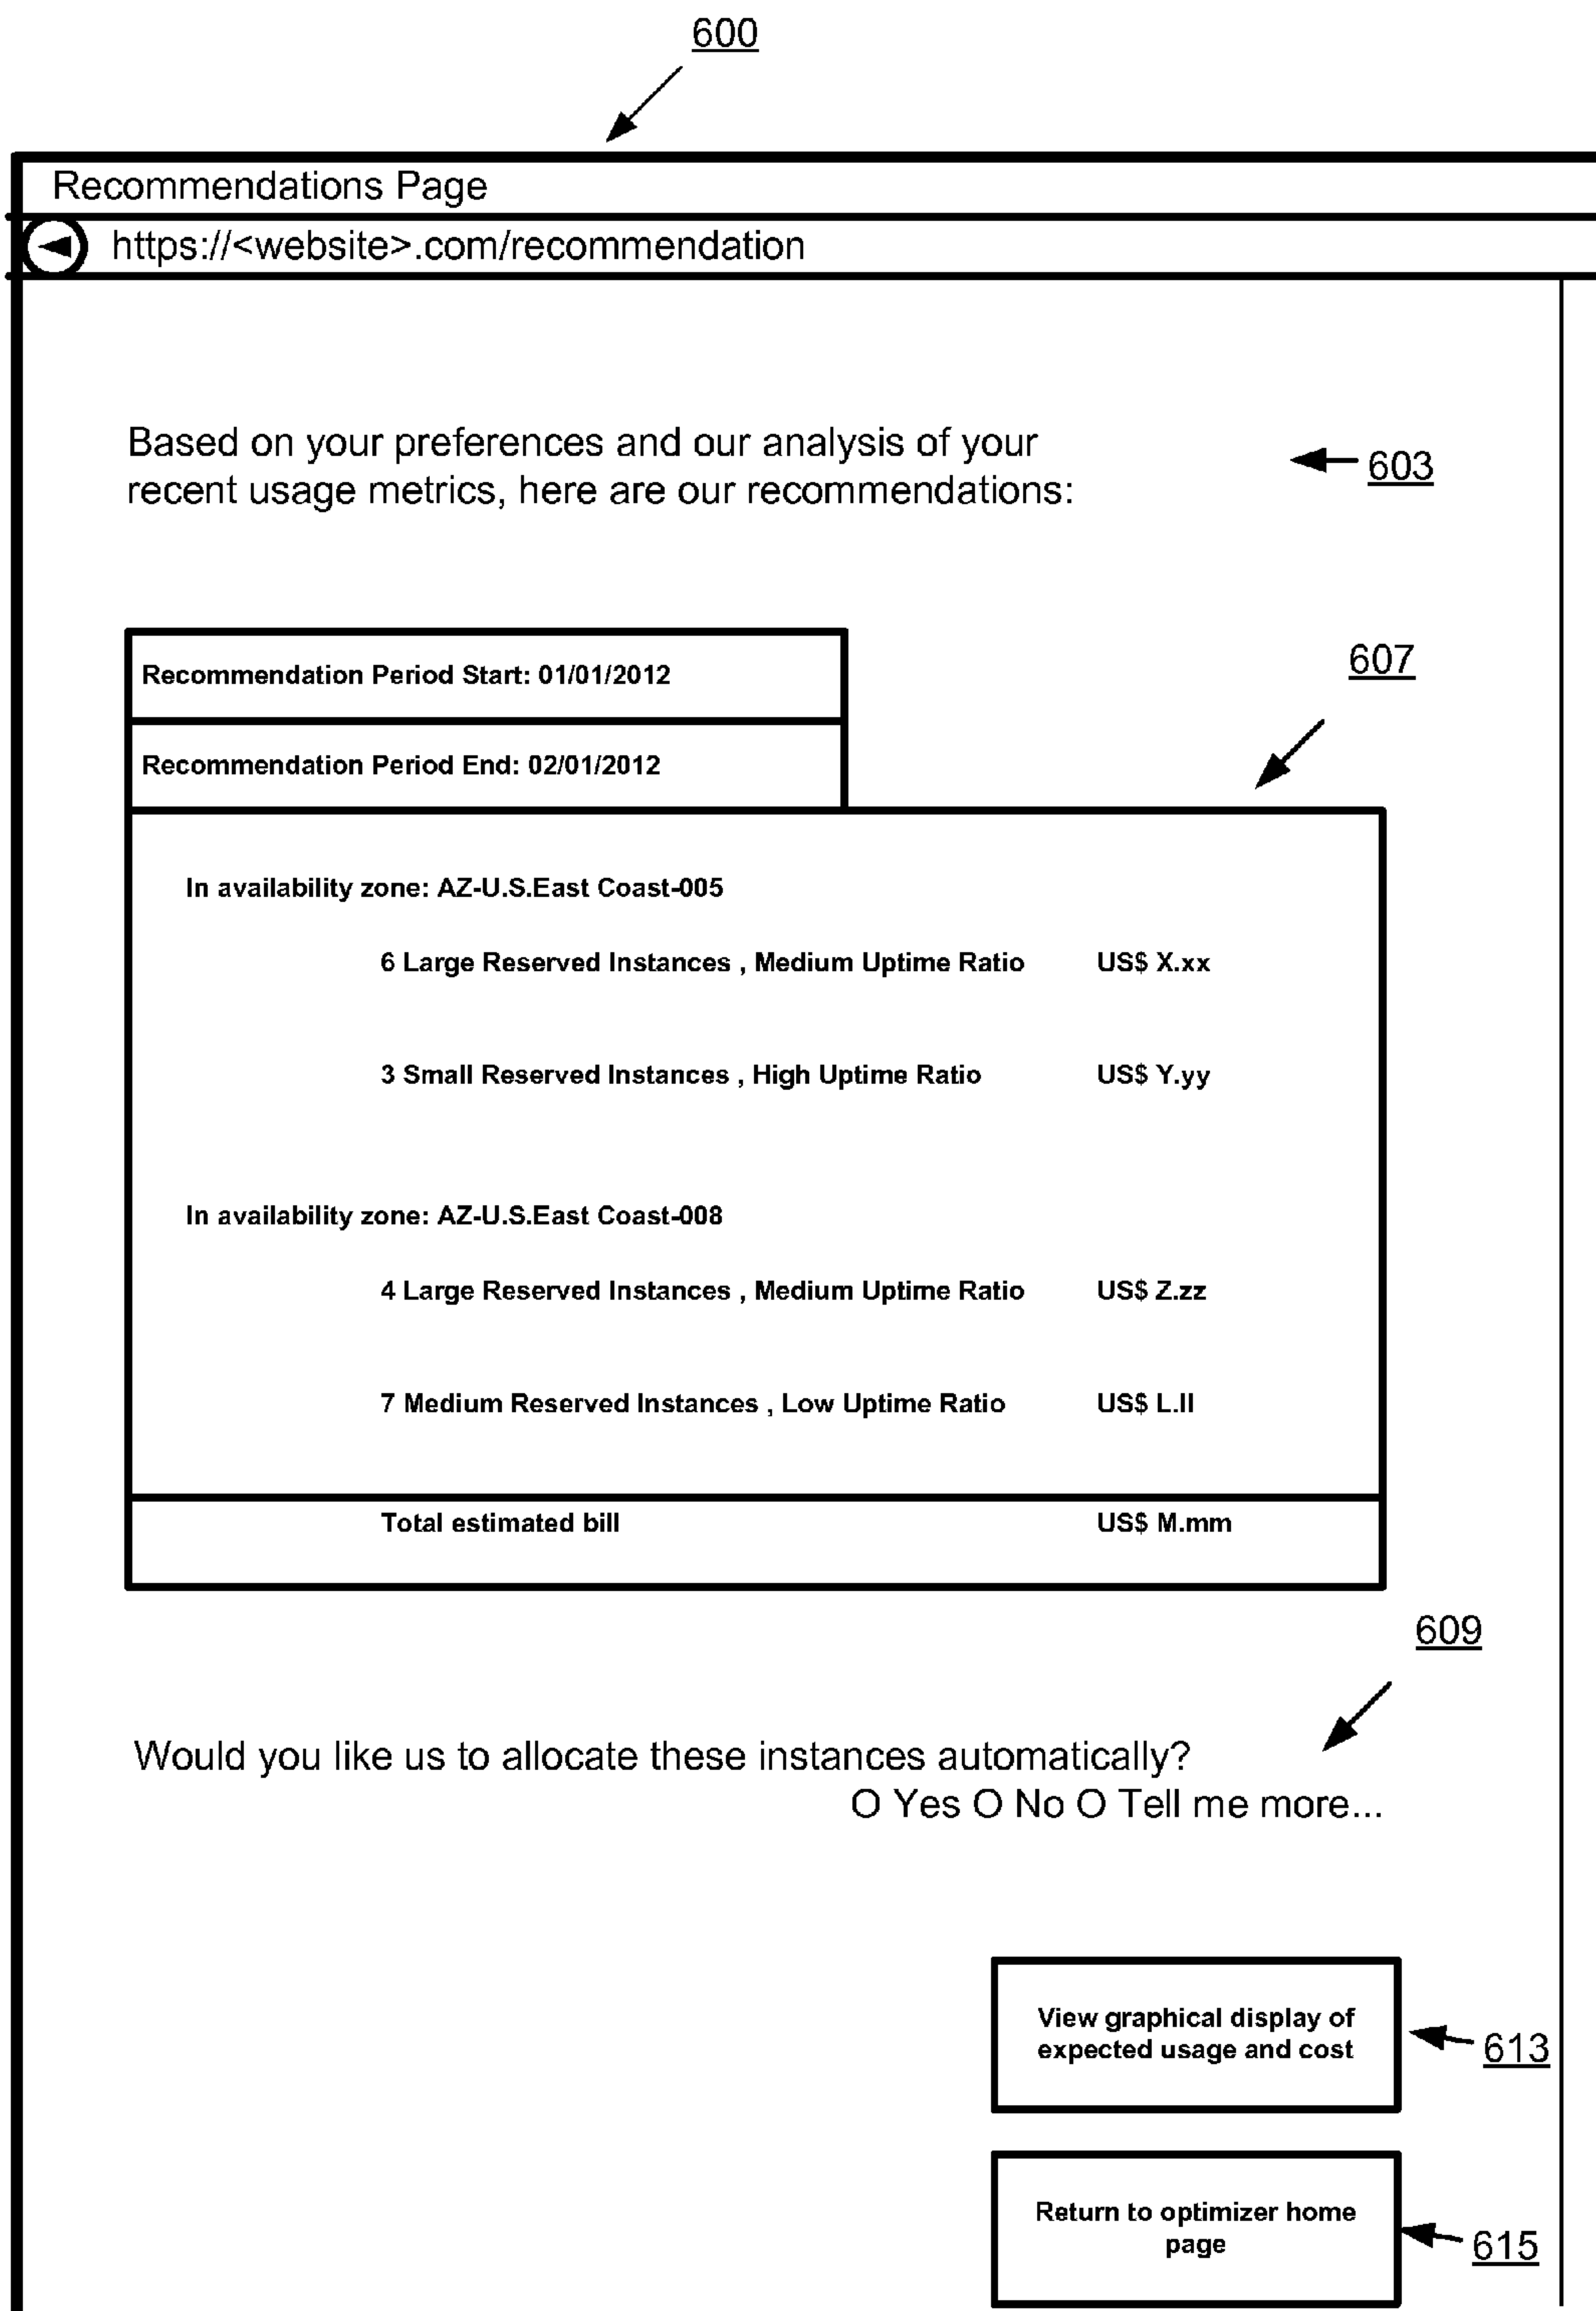 600
Recommendations Page
https://<website>.com/recommendation
Based on your preferences and our analysis of your
recent usage metrics, here are our recommendations:
603
Recommendation Period Start: 01/01/2012
607
Recommendation Period End: 02/01/2012
In availability zone: AZ-U.S.East Coast-005
6 Large Reserved Instances , Medium Uptime Ratio US$ X.xx
3 Small Reserved Instances , High Uptime Ratio US$ Y.yy
In availability zone: AZ-U.S.East Coast-008
4 Large Reserved Instances , Medium Uptime Ratio US$ Z.zz
7 Medium Reserved Instances , Low Uptime Ratio US$ L.ll
Total estimated bill US$ M.mm
609
Would you like us to allocate these instances automatically?
O Yes O No O Tell me more...
View graphical display of
expected usage and cost
613
Return to optimizer home
page
615